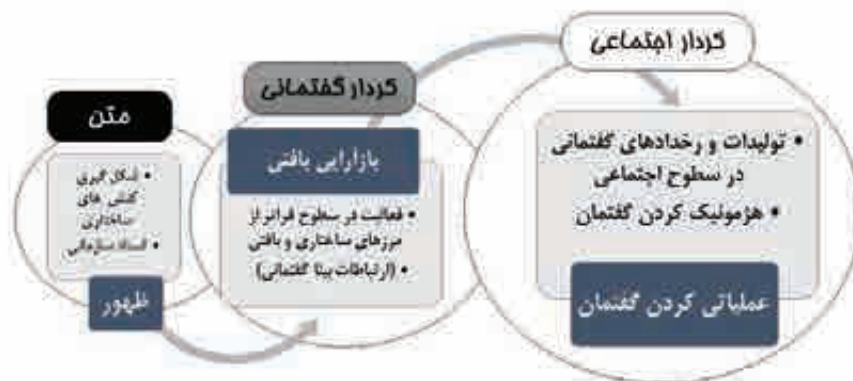 متن
شکل گیری
کنش های
ساختاری
اسناد سازمانی
ظهور
کردار گفتمانی
بازآرایی بافتی
فعالیت در سطوح فراتر از
مرزهای ساختاری و بافتی
(ارتباطات بینا گفتمانی)
کردار اجتماعی
تولیدات و رخدادهای گفتمانی
در سطوح اجتماعی
هژمونیک کردن گفتمان
عملیاتی کردن گفتمان